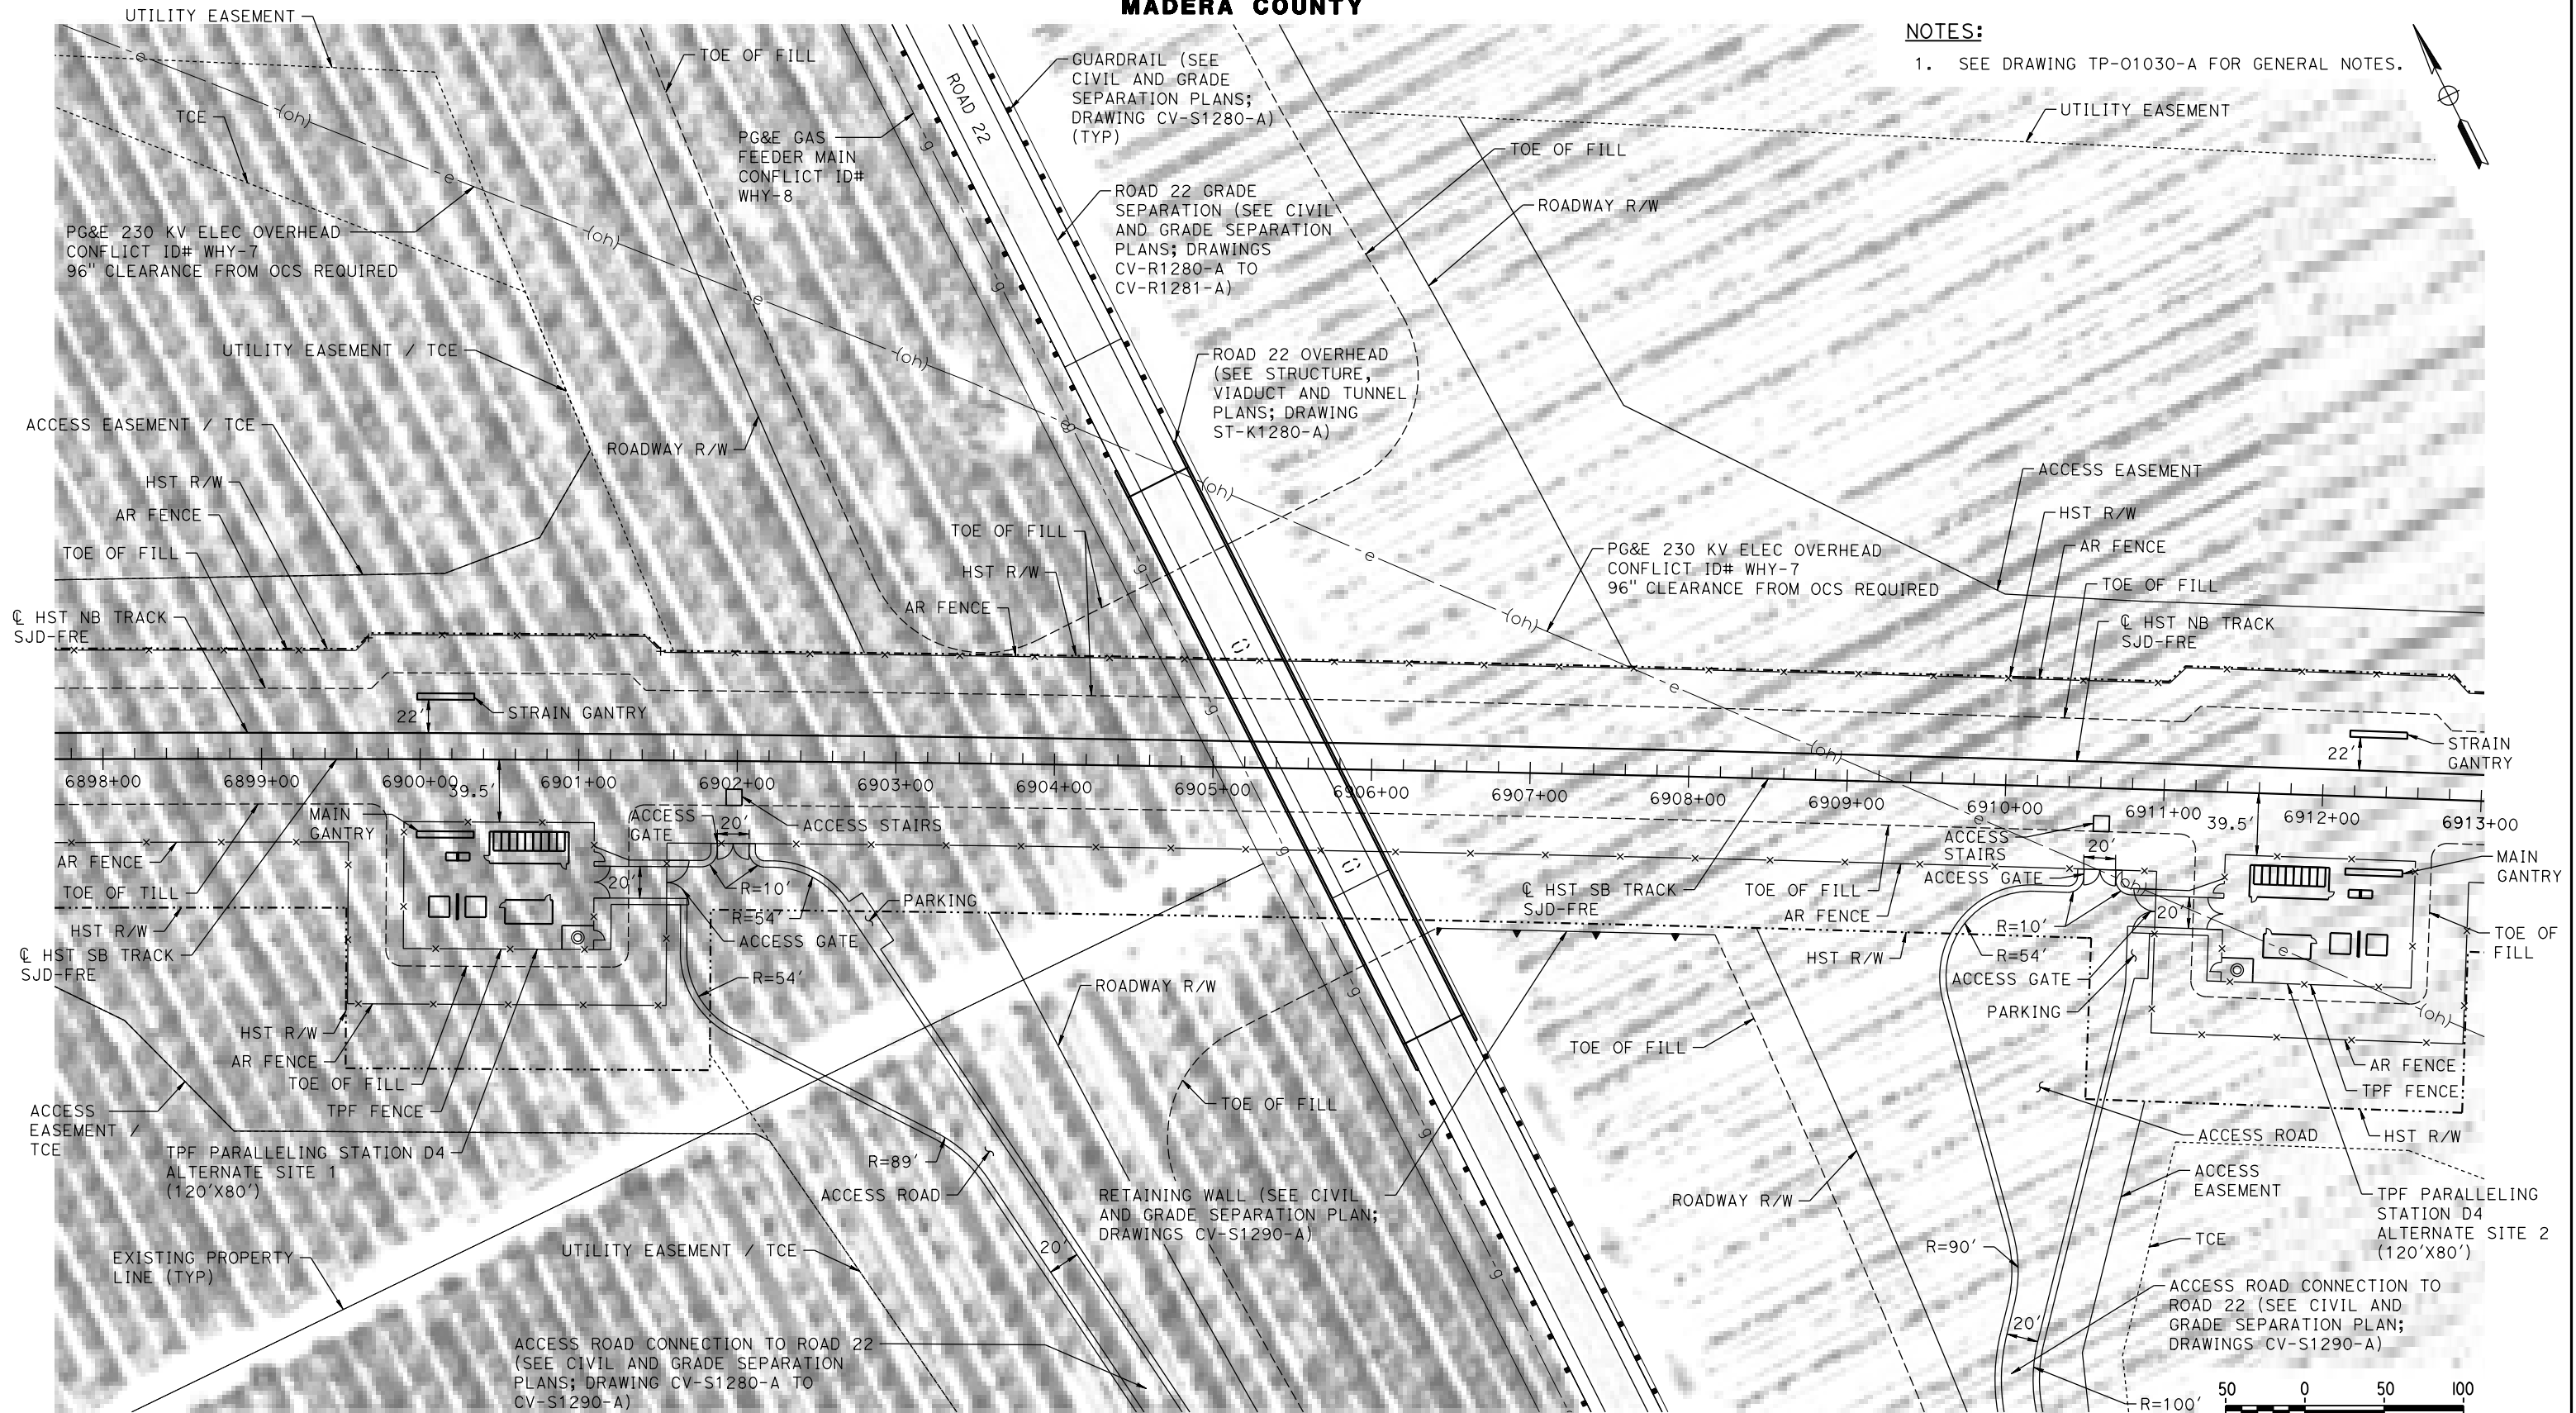 MADERA COUNTY
UTILITY EASEMENT
TOE OF FILL
TCE
PG&E GAS
FEEDER MAIN
CONFLICT ID#
WHY-8
ROAD 22
GUARDRAIL (SEE
CIVIL AND GRADE
SEPARATION PLANS;
DRAWING CV-S1280-A)
(TYP)
NOTES:
1. SEE DRAWING TP-01030-A FOR GENERAL NOTES.
UTILITY EASEMENT
TOE OF FILL
ROADWAY R/W
ROAD 22 GRADE
SEPARATION (SEE CIVIL
AND GRADE SEPARATION
PLANS; DRAWINGS
CV-R1280-A TO
CV-R1281-A)
PG&E 230 KV ELEC OVERHEAD
CONFLICT ID# WHY-7
96" CLEARANCE FROM OCS REQUIRED
UTILITY EASEMENT / TCE
ROAD 22 OVERHEAD
(SEE STRUCTURE,
VIADUCT AND TUNNEL
PLANS; DRAWING
ST-K1280-A)
ACCESS EASEMENT / TCE
ROADWAY R/W
HST R/W
AR FENCE
TOE OF FILL
℄ HST NB TRACK
SJD-FRE
TOE OF FILL
HST R/W
AR FENCE
PG&E 230 KV ELEC OVERHEAD
CONFLICT ID# WHY-7
96" CLEARANCE FROM OCS REQUIRED
ACCESS EASEMENT
HST R/W
AR FENCE
TOE OF FILL
℄ HST NB TRACK
SJD-FRE
e
(oh)
e
(oh)
e
(oh)
e
(oh)
e
(oh)
e
(oh)
e
(oh)
e
(oh)
g
g
g
g
g
g
g
g
g
22'
STRAIN GANTRY
22'
STRAIN
GANTRY
6898+00
6899+00
6900+00
6901+00
6902+00
6903+00
6904+00
6905+00
6906+00
6907+00
6908+00
6909+00
6910+00
6911+00
6912+00
6913+00
39.5'
MAIN
GANTRY
ACCESS
GATE
20'
ACCESS STAIRS
AR FENCE
TOE OF TILL
HST R/W
℄ HST SB TRACK
SJD-FRE
20'
R=10'
R=54'
PARKING
ACCESS GATE
R=54'
HST R/W
AR FENCE
TOE OF FILL
TPF FENCE
ACCESS
EASEMENT /
TCE
TPF PARALLELING STATION D4
ALTERNATE SITE 1
(120'X80')
EXISTING PROPERTY
LINE (TYP)
R=89'
ACCESS ROAD
UTILITY EASEMENT / TCE
20'
ACCESS ROAD CONNECTION TO ROAD 22
(SEE CIVIL AND GRADE SEPARATION
PLANS; DRAWING CV-S1280-A TO
CV-S1290-A)
ROADWAY R/W
TOE OF FILL
RETAINING WALL (SEE CIVIL
AND GRADE SEPARATION PLAN;
DRAWINGS CV-S1290-A)
℄ HST SB TRACK
SJD-FRE
TOE OF FILL
AR FENCE
HST R/W
TOE OF FILL
ROADWAY R/W
39.5'
ACCESS
STAIRS
20'
ACCESS GATE
20'
R=10'
R=54'
ACCESS GATE
PARKING
MAIN
GANTRY
TOE OF
FILL
AR FENCE
TPF FENCE
ACCESS ROAD
HST R/W
ACCESS
EASEMENT
TCE
TPF PARALLELING
STATION D4
ALTERNATE SITE 2
(120'X80')
R=90'
20'
ACCESS ROAD CONNECTION TO
ROAD 22 (SEE CIVIL AND
GRADE SEPARATION PLAN;
DRAWINGS CV-S1290-A)
R=100'
50 0 50 100